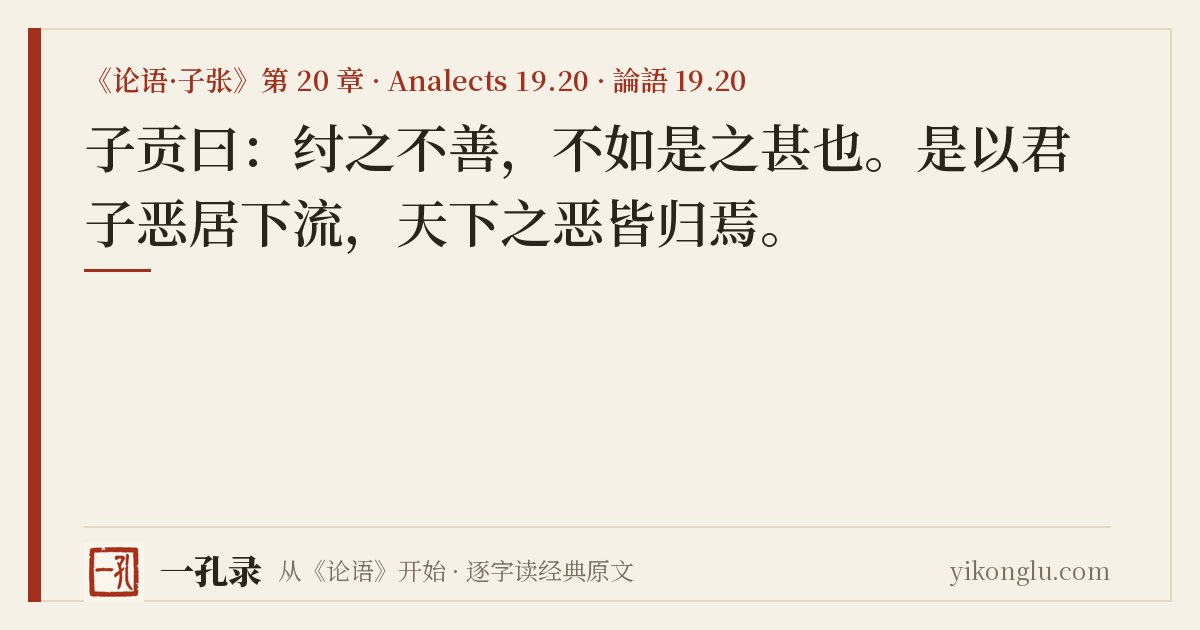 《论语·子张》第 20 章 · Analects 19.20 · 論語 19.20
子贡曰：纣之不善，不如是之甚也。是以君
子恶居下流，天下之恶皆归焉。
一孔
一孔录 从《论语》开始 · 逐字读经典原文 yikonglu.com